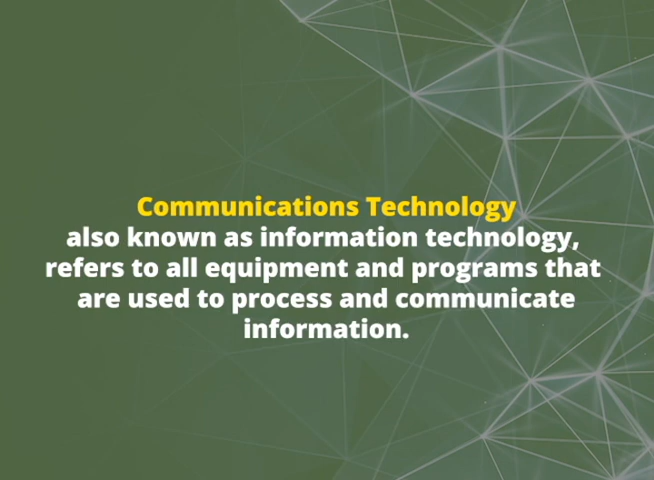 Communications Technology
also known as information technology,
refers to all equipment and programs that
are used to process and communicate
information.